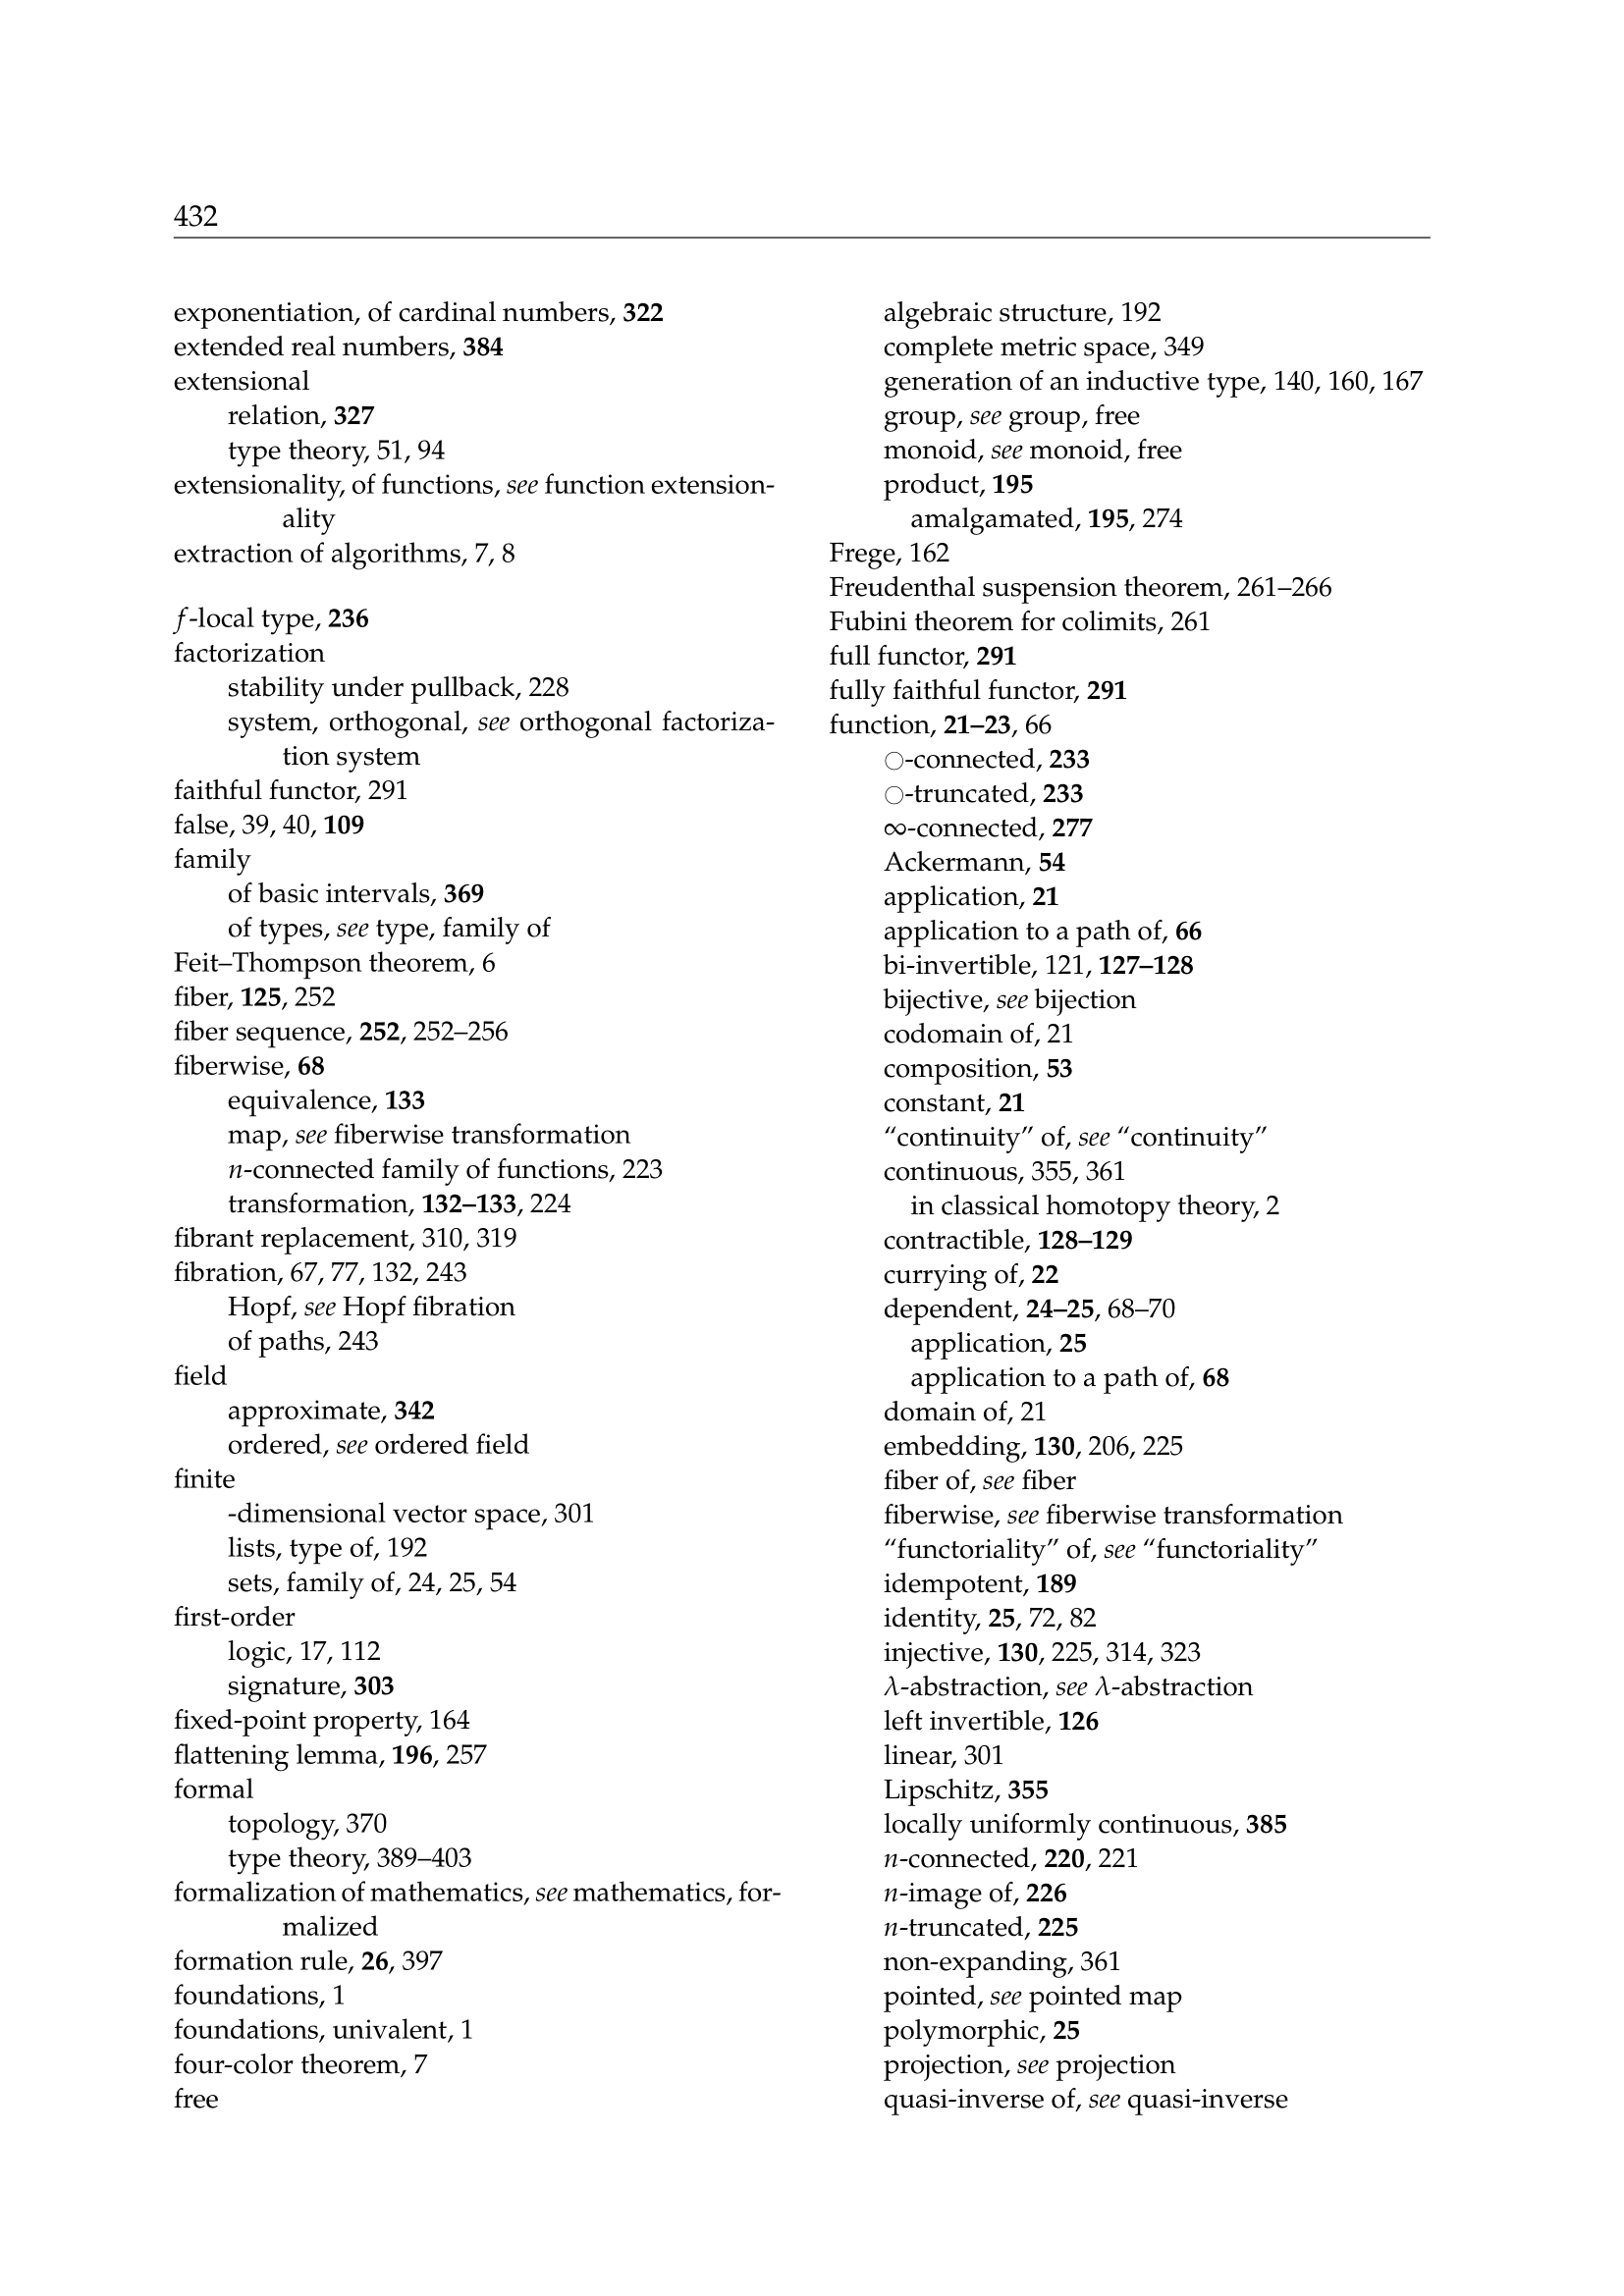 432
exponentiation, of cardinal numbers, 322
extended real numbers, 384
extensional
relation, 327
type theory, 51, 94
extensionality, of functions, see function extension-
ality
extraction of algorithms, 7, 8
f-local type, 236
factorization
stability under pullback, 228
system, orthogonal, see orthogonal factoriza-
tion system
faithful functor, 291
false, 39, 40, 109
family
of basic intervals, 369
of types, see type, family of
Feit–Thompson theorem, 6
fiber, 125, 252
fiber sequence, 252, 252–256
fiberwise, 68
equivalence, 133
map, see fiberwise transformation
n-connected family of functions, 223
transformation, 132–133, 224
fibrant replacement, 310, 319
fibration, 67, 77, 132, 243
Hopf, see Hopf fibration
of paths, 243
field
approximate, 342
ordered, see ordered field
finite
-dimensional vector space, 301
lists, type of, 192
sets, family of, 24, 25, 54
first-order
logic, 17, 112
signature, 303
fixed-point property, 164
flattening lemma, 196, 257
formal
topology, 370
type theory, 389–403
formalization of mathematics, see mathematics, for-
malized
formation rule, 26, 397
foundations, 1
foundations, univalent, 1
four-color theorem, 7
free
algebraic structure, 192
complete metric space, 349
generation of an inductive type, 140, 160, 167
group, see group, free
monoid, see monoid, free
product, 195
amalgamated, 195, 274
Frege, 162
Freudenthal suspension theorem, 261–266
Fubini theorem for colimits, 261
full functor, 291
fully faithful functor, 291
function, 21–23, 66
○-connected, 233
○-truncated, 233
∞-connected, 277
Ackermann, 54
application, 21
application to a path of, 66
bi-invertible, 121, 127–128
bijective, see bijection
codomain of, 21
composition, 53
constant, 21
“continuity” of, see “continuity”
continuous, 355, 361
in classical homotopy theory, 2
contractible, 128–129
currying of, 22
dependent, 24–25, 68–70
application, 25
application to a path of, 68
domain of, 21
embedding, 130, 206, 225
fiber of, see fiber
fiberwise, see fiberwise transformation
“functoriality” of, see “functoriality”
idempotent, 189
identity, 25, 72, 82
injective, 130, 225, 314, 323
λ-abstraction, see λ-abstraction
left invertible, 126
linear, 301
Lipschitz, 355
locally uniformly continuous, 385
n-connected, 220, 221
n-image of, 226
n-truncated, 225
non-expanding, 361
pointed, see pointed map
polymorphic, 25
projection, see projection
quasi-inverse of, see quasi-inverse